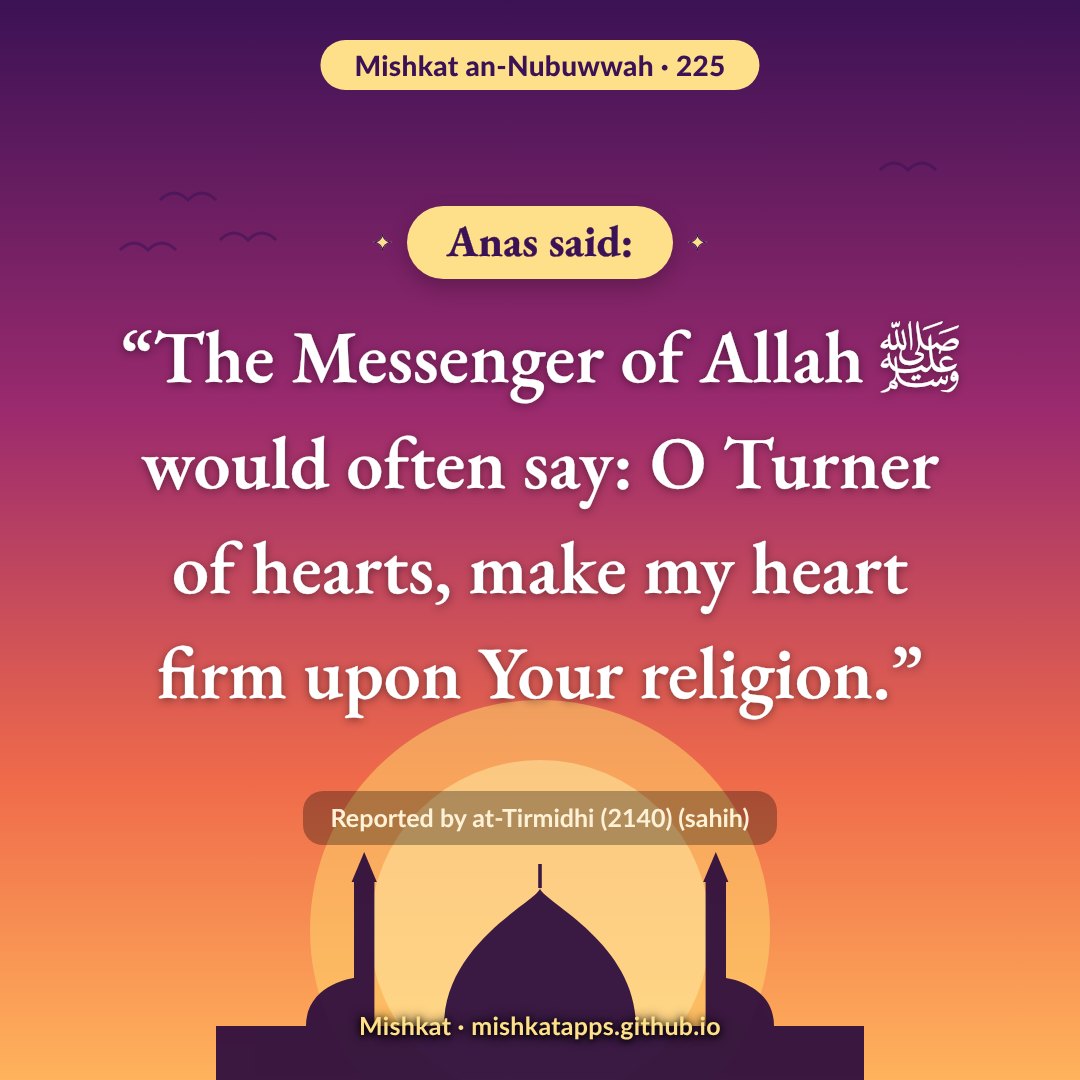 Mishkat an-Nubuwwah · 225
Anas said:
“The Messenger of Allah ﷺ
would often say: O Turner
of hearts, make my heart
firm upon Your religion.”
Reported by at-Tirmidhi (2140) (sahih)
Mishkat · mishkatapps.github.io